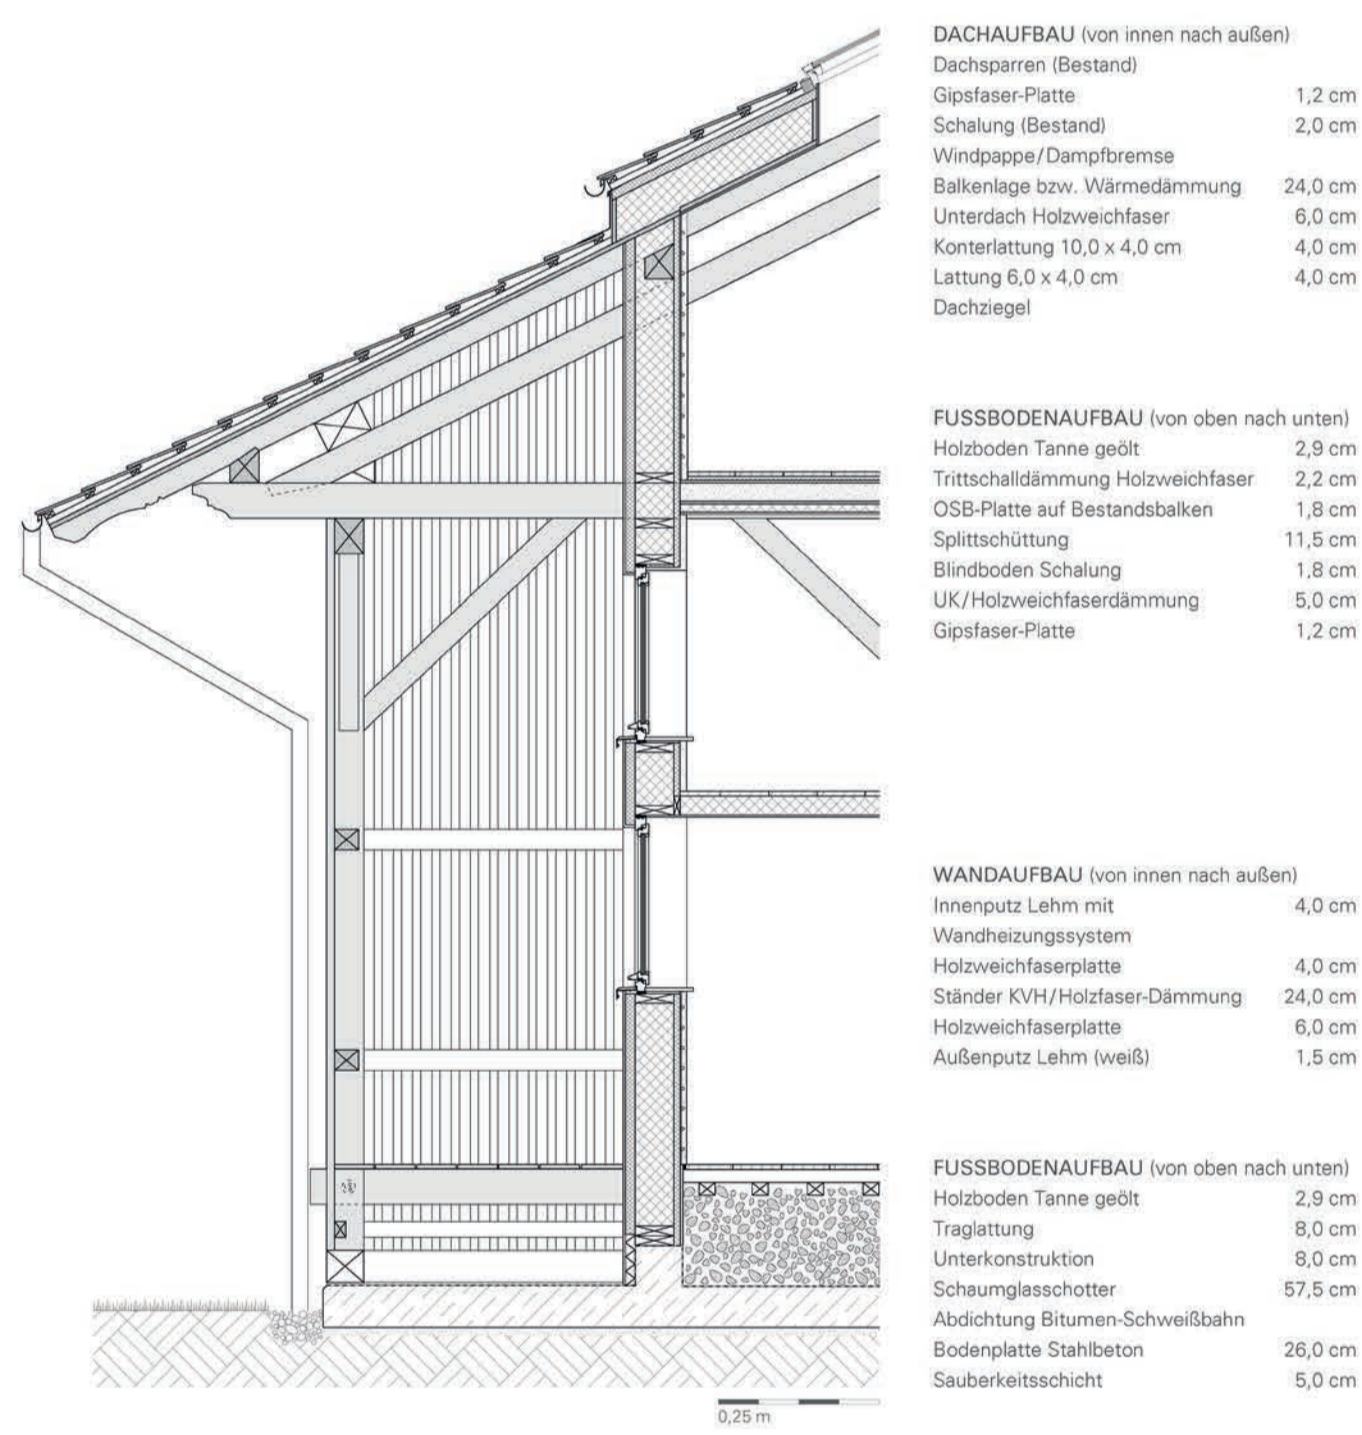 DACHAUFBAU (von innen nach außen)
Dachsparren (Bestand)
Gipsfaser-Platte 1,2 cm
Schalung (Bestand) 2,0 cm
Windpappe/Dampfbremse
Balkenlage bzw. Wärmedämmung 24,0 cm
Unterdach Holzweichfaser 6,0 cm
Konterlattung 10,0 x 4,0 cm 4,0 cm
Lattung 6,0 x 4,0 cm 4,0 cm
Dachziegel
FUSSBODENAUFBAU (von oben nach unten)
Holzboden Tanne geölt 2,9 cm
Trittschalldämmung Holzweichfaser 2,2 cm
OSB-Platte auf Bestandsbalken 1,8 cm
Splittschüttung 11,5 cm
Blindboden Schalung 1,8 cm
UK/Holzweichfaserdämmung 5,0 cm
Gipsfaser-Platte 1,2 cm
WANDAUFBAU (von innen nach außen)
Innenputz Lehm mit 4,0 cm
Wandheizungssystem
Holzweichfaserplatte 4,0 cm
Ständer KVH/Holzfaser-Dämmung 24,0 cm
Holzweichfaserplatte 6,0 cm
Außenputz Lehm (weiß) 1,5 cm
FUSSBODENAUFBAU (von oben nach unten)
Holzboden Tanne geölt 2,9 cm
Traglattung 8,0 cm
Unterkonstruktion 8,0 cm
Schaumglasschotter 57,5 cm
Abdichtung Bitumen-Schweißbahn
Bodenplatte Stahlbeton 26,0 cm
Sauberkeitsschicht 5,0 cm
0,25 m